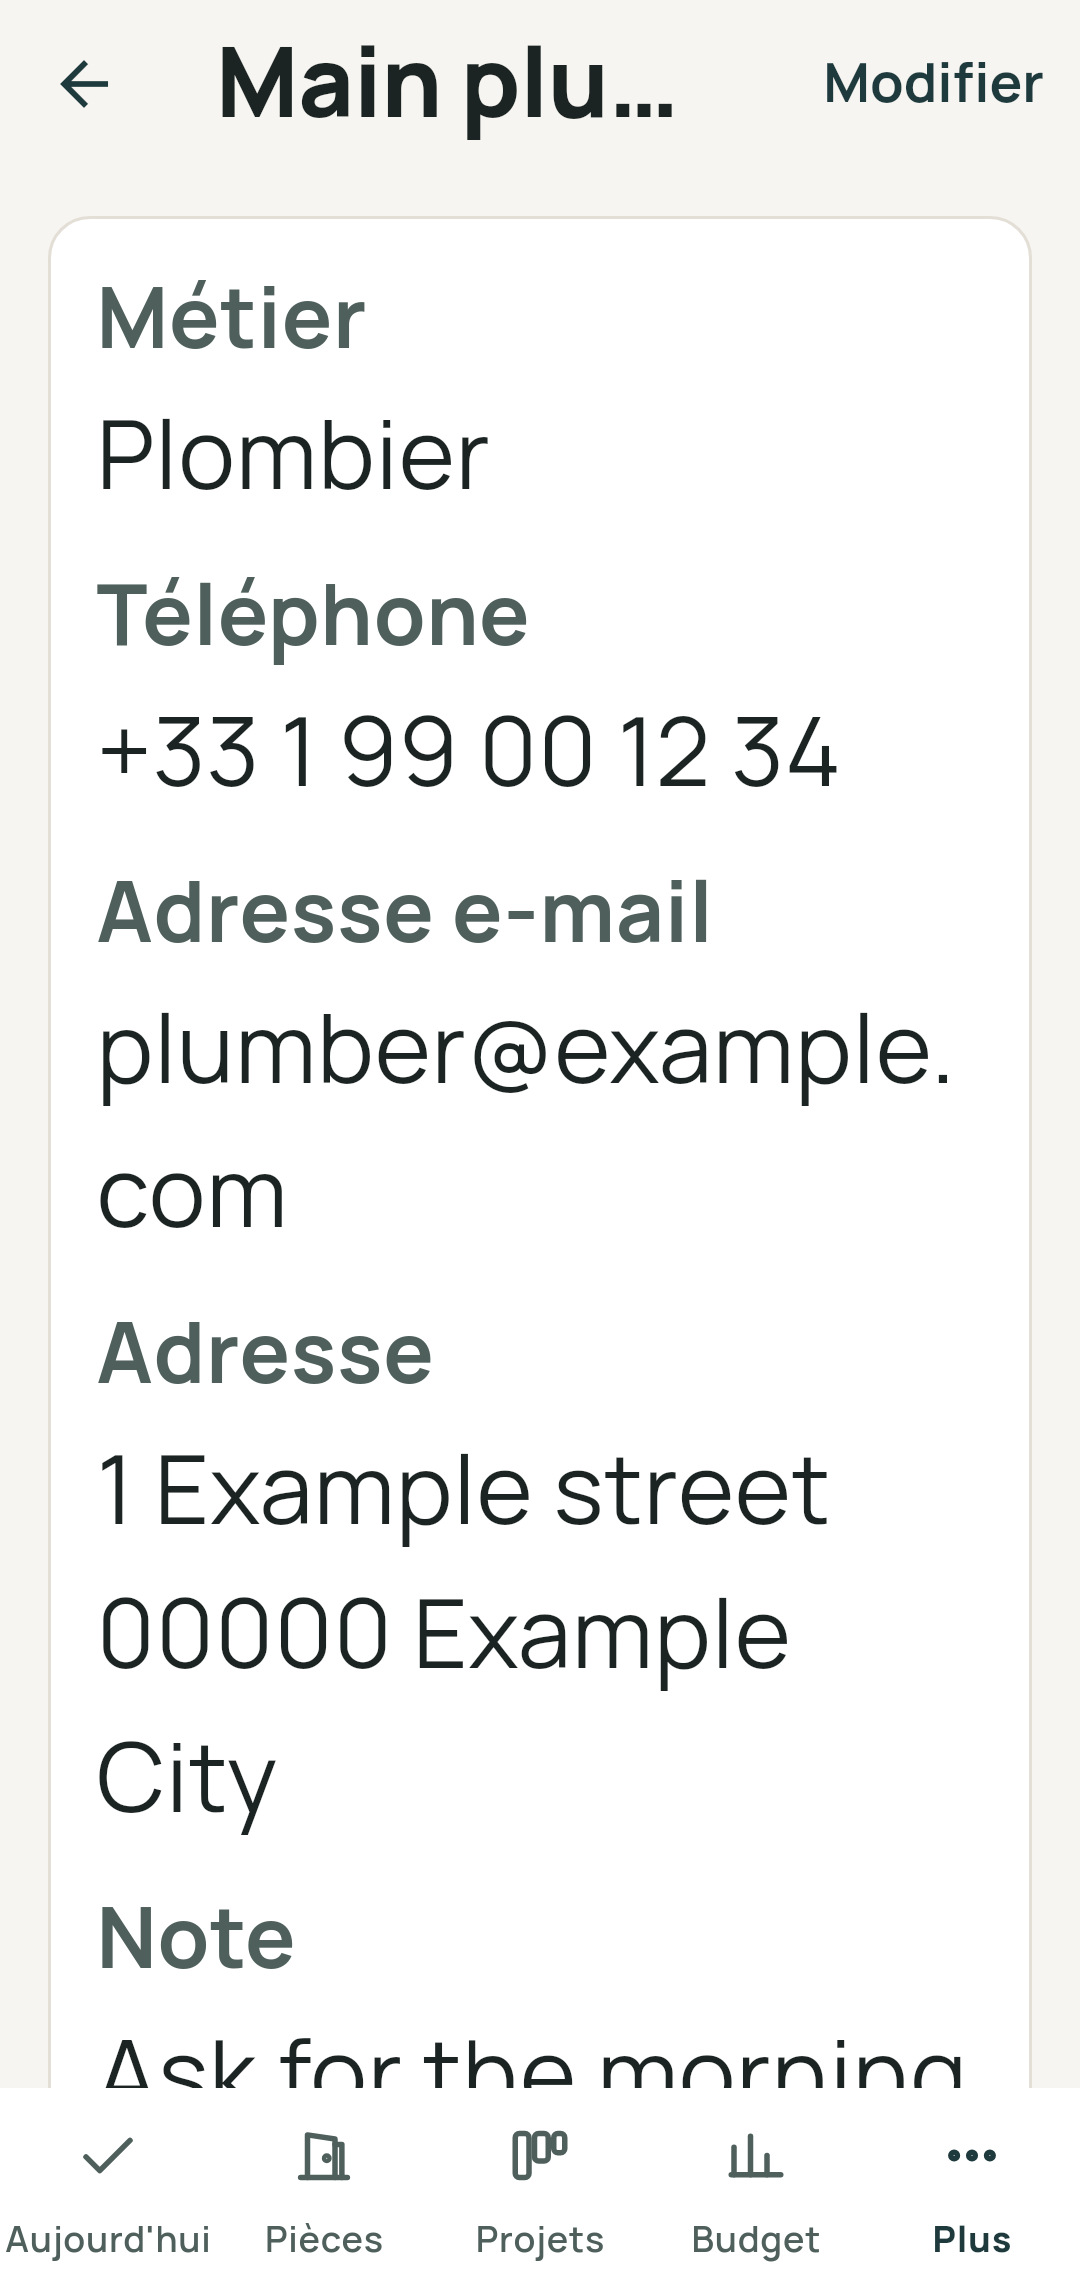 Main plu...
Modifier
Métier
Plombier
Téléphone
+33 1 99 00 12 34
Adresse e-mail
plumber@example.
com
Adresse
1 Example street
00000 Example
City
Note
Ask for the morning
Aujourd'hui
Pièces
Projets
Budget
Plus